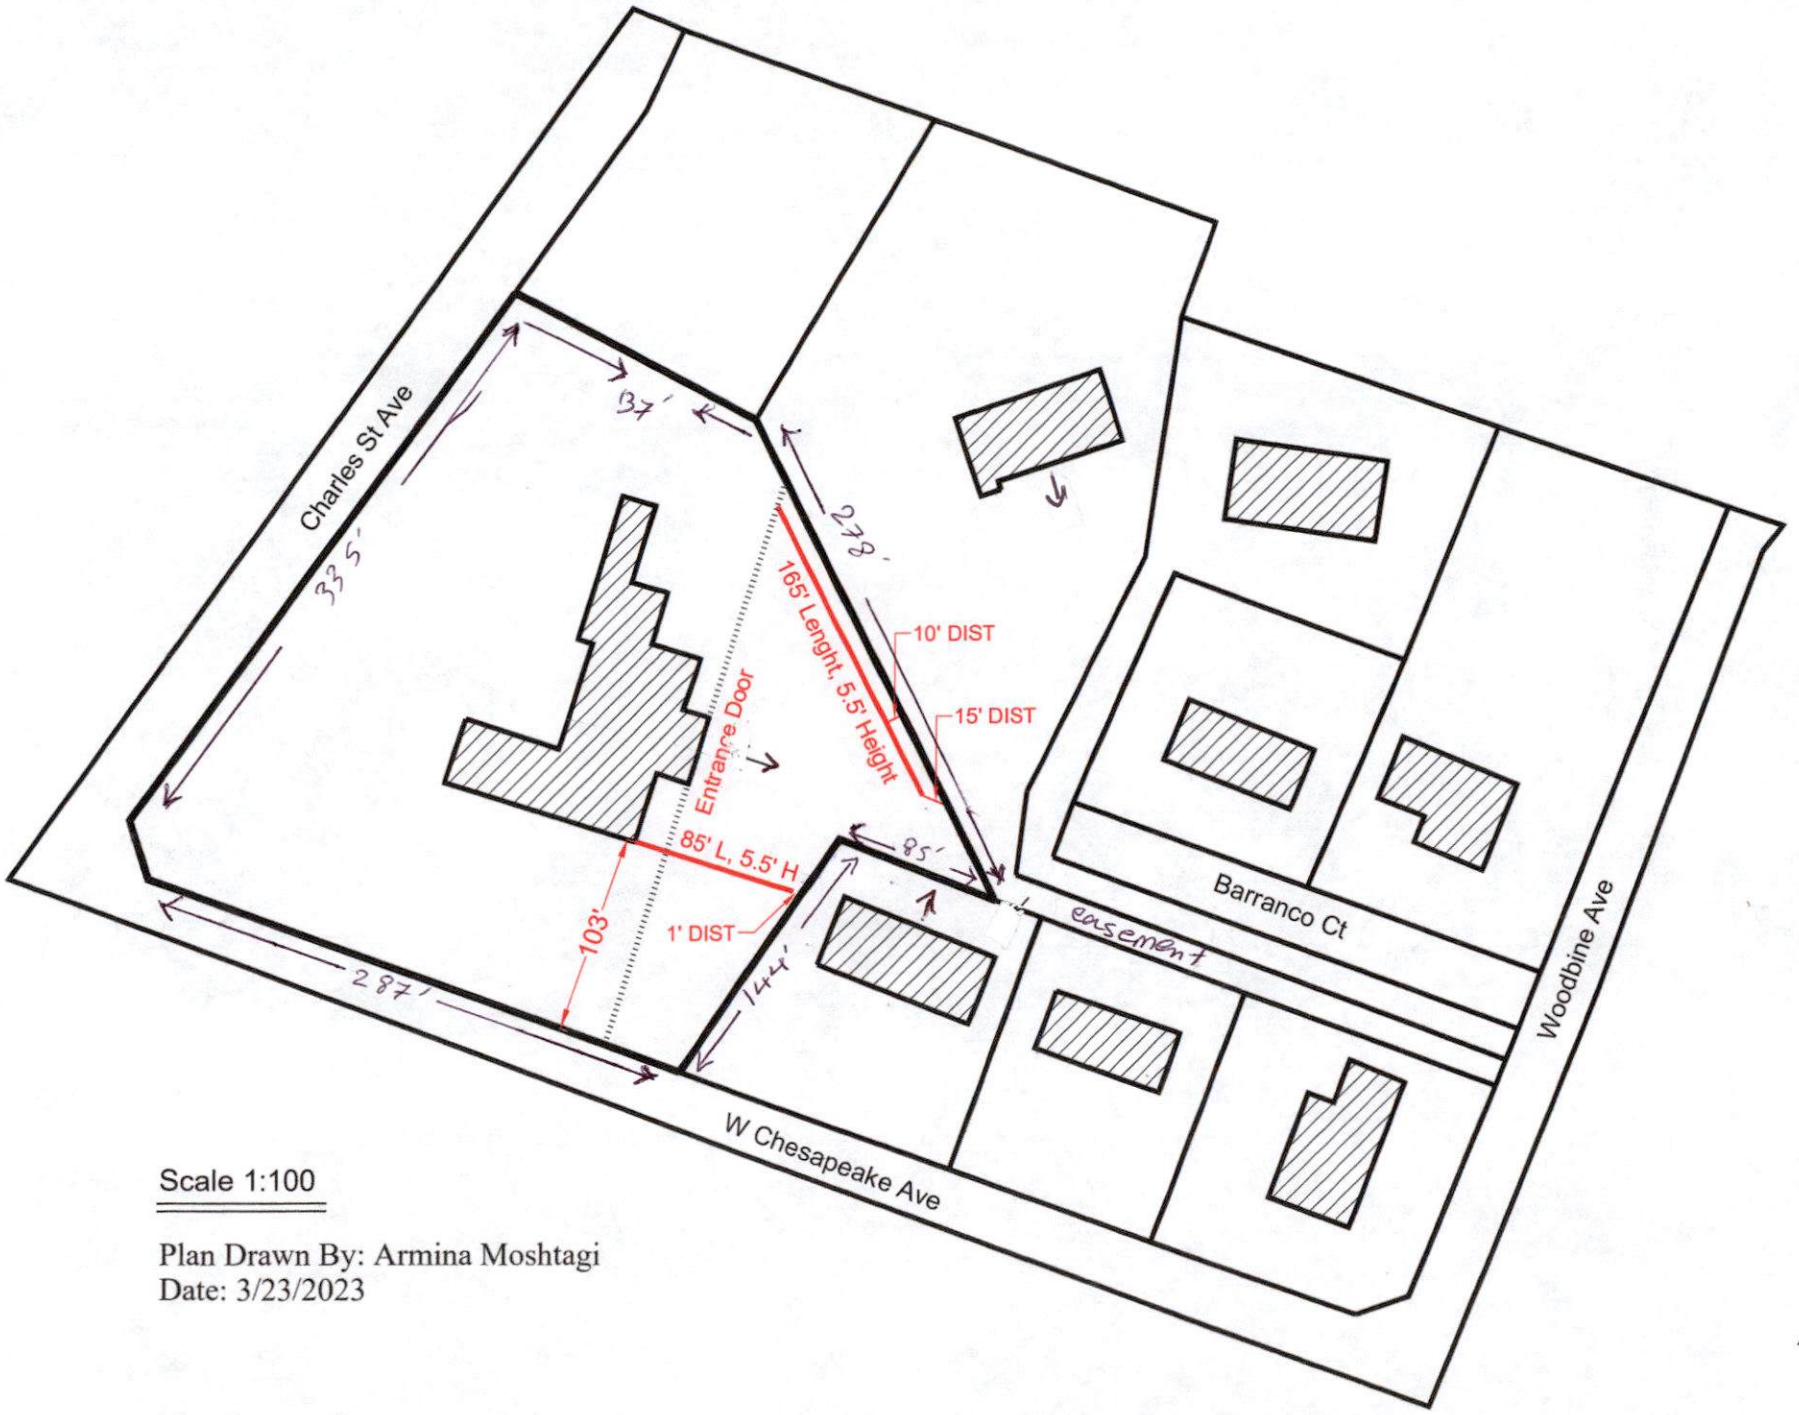 Charles St Ave
137'
278'
335'
165' Lenght, 5.5' Height
10' DIST
15' DIST
Entrance Door
85' L, 5.5' H
85'
1' DIST
103'
144'
287'
easement
Barranco Ct
Woodbine Ave
W Chesapeake Ave
Scale 1:100
Plan Drawn By: Armina Moshtagi
Date: 3/23/2023